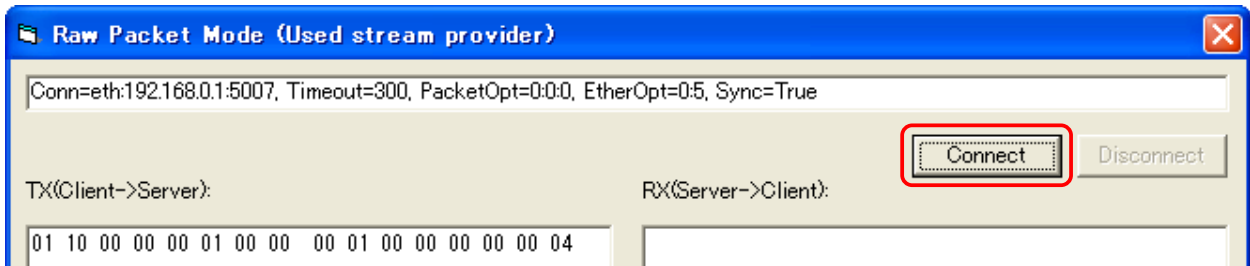 Raw Packet Mode (Used stream provider)
Conn=eth:192.168.0.1:5007, Timeout=300, PacketOpt=0:0:0, EtherOpt=0:5, Sync=True
Connect Disconnect
TX(Client->Server): RX(Server->Client):
01 10 00 00 00 01 00 00  00 01 00 00 00 00 00 04